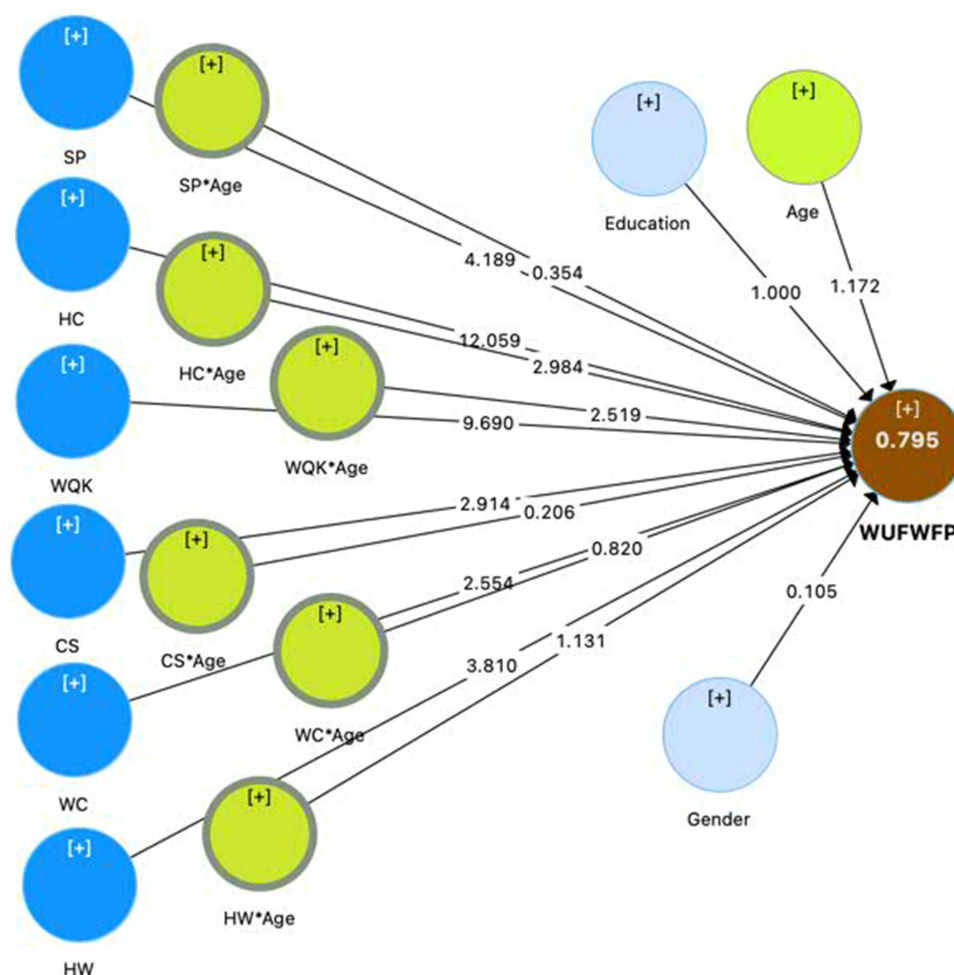 [+]
SP
[+]
SP*Age
[+]
Education
[+]
Age
[+]
HC
[+]
HC*Age
4.189
0.354
1.000
1.172
12.059
2.984
[+]
WQK
[+]
WQK*Age
2.519
9.690
[+]
0.795
WUFWFP
[+]
CS
[+]
CS*Age
2.914
0.206
0.820
2.554
0.105
[+]
WC
[+]
WC*Age
1.131
3.810
[+]
Gender
[+]
HW
[+]
HW*Age